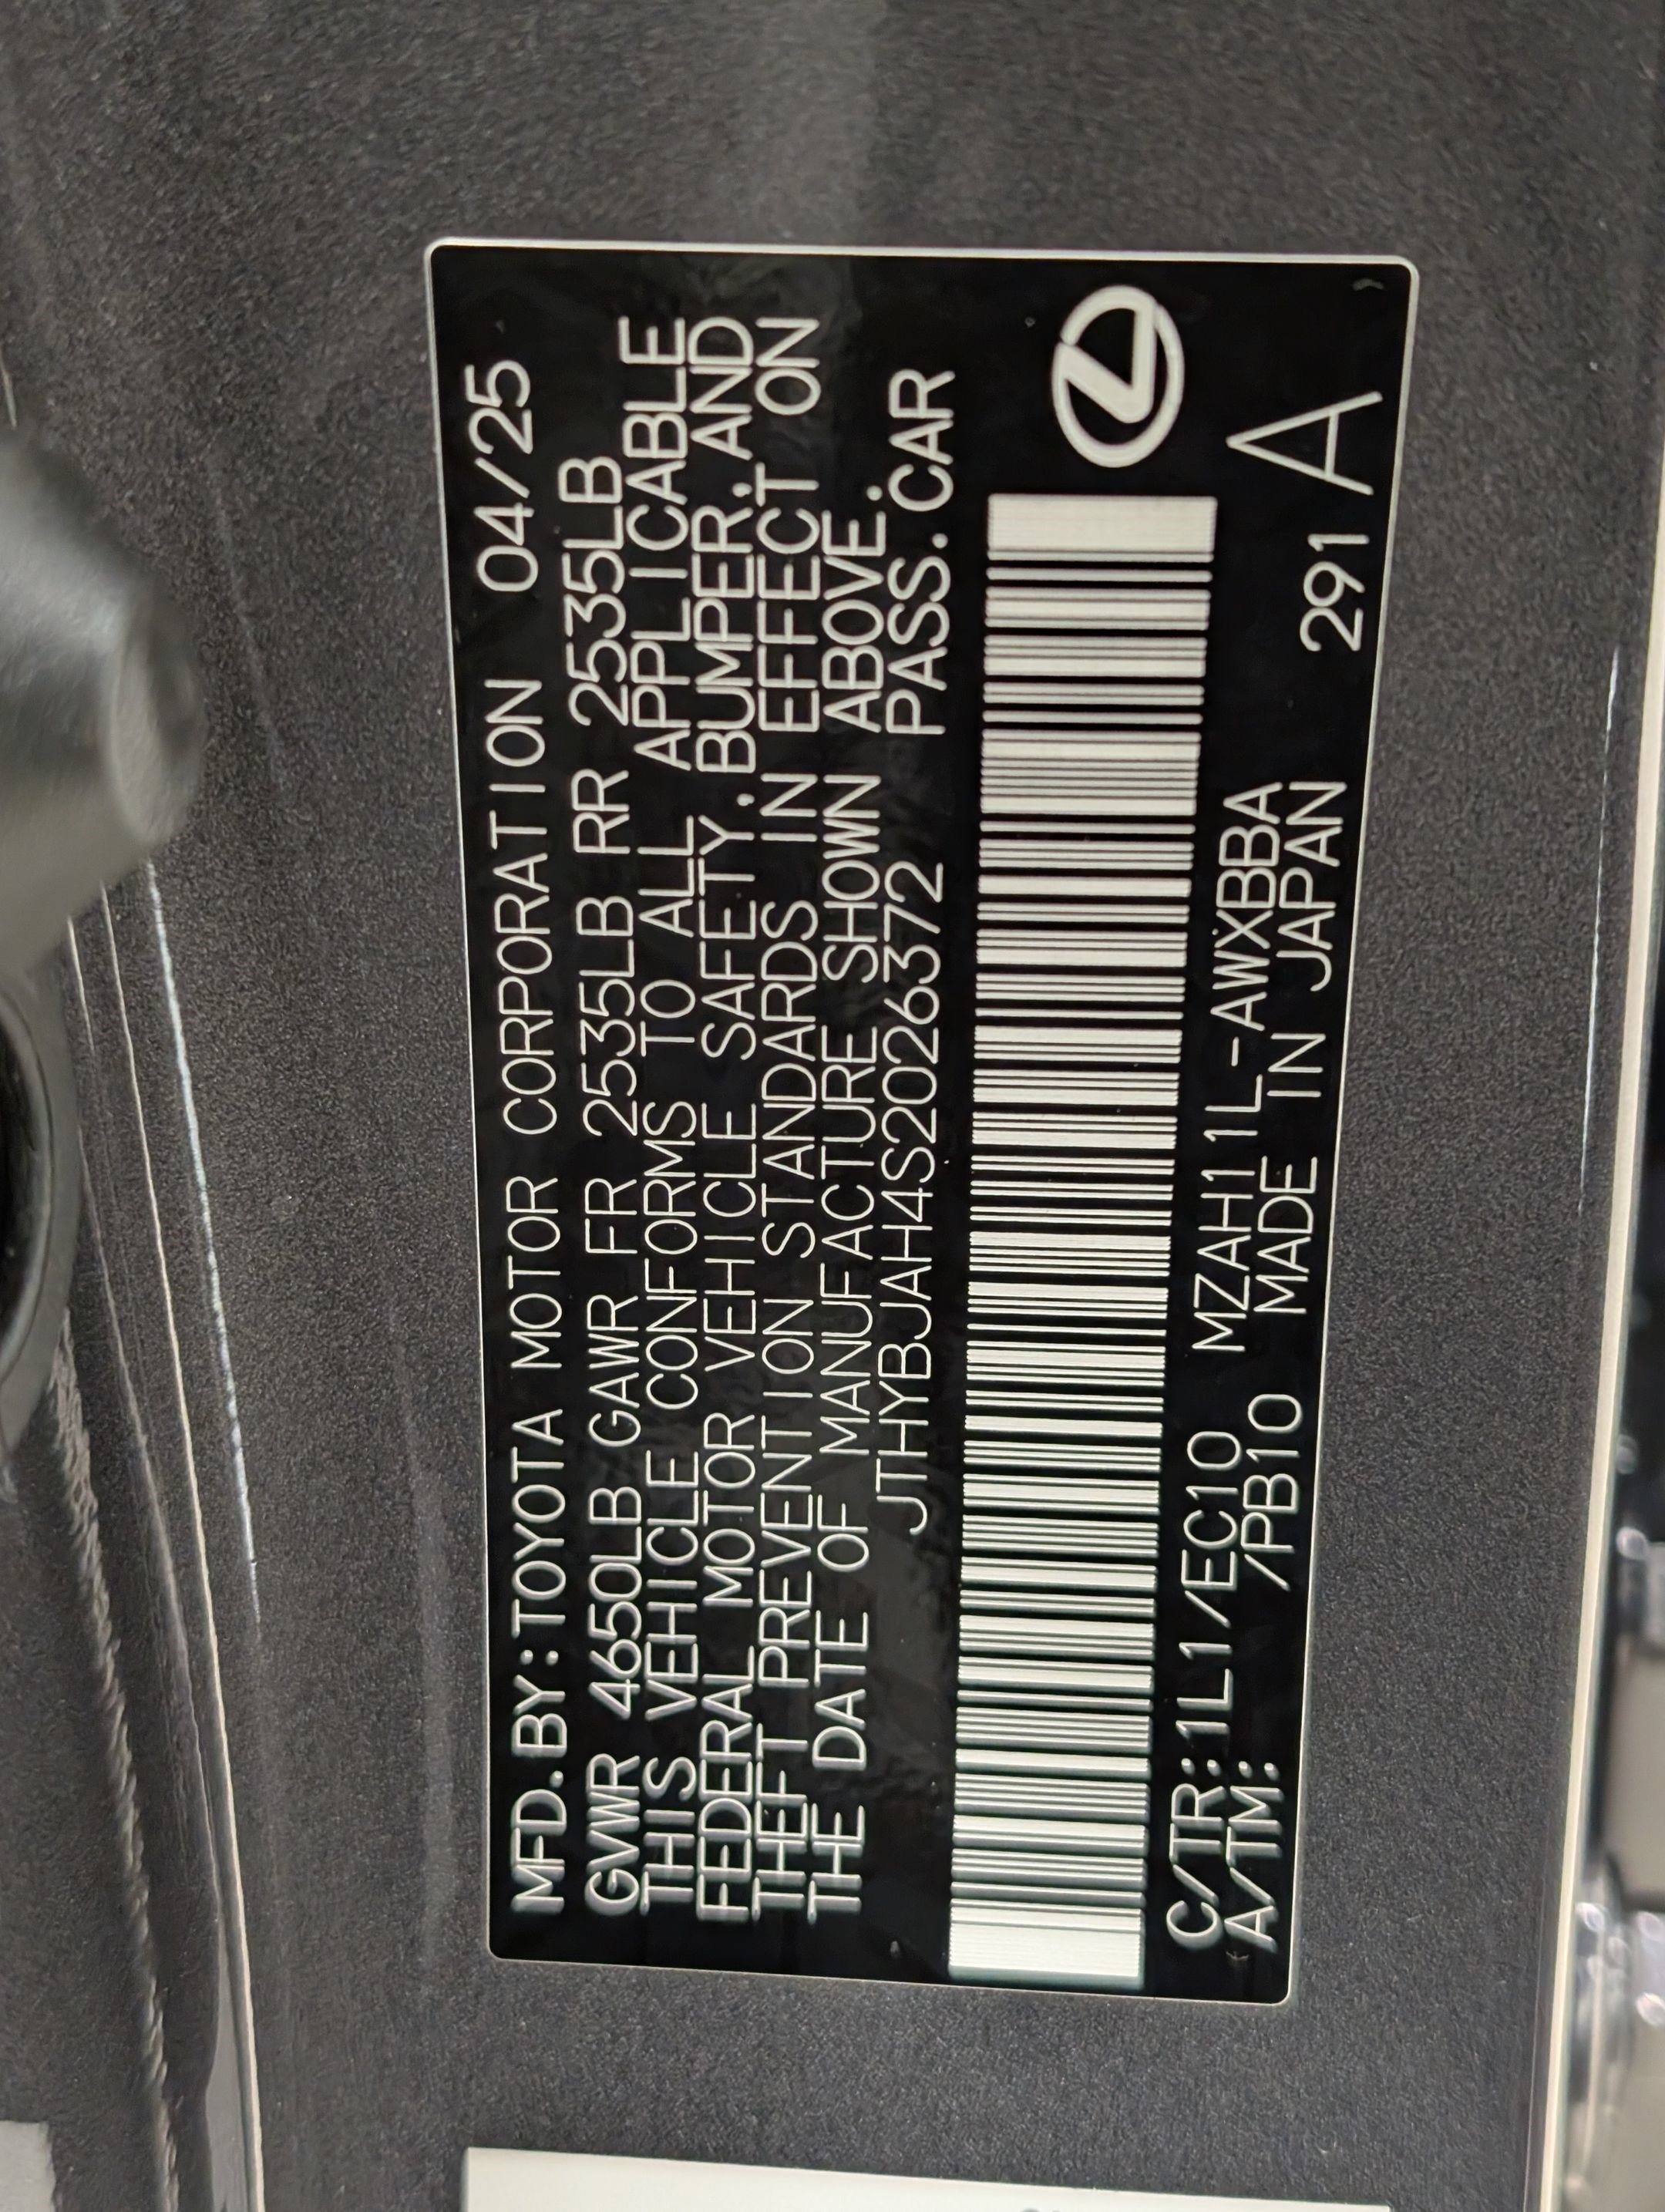 MFD.BY:TOYOTA MOTOR CORPORATION 04/25
GVWR 4650LB GAWR FR 2535LB RR 2535LB
THIS VEHICLE CONFORMS TO ALL APPLICABLE
FEDERAL MOTOR VEHICLE SAFETY, BUMPER, AND
THEFT PREVENTION STANDARDS IN EFFECT ON
THE DATE OF MANUFACTURE SHOWN ABOVE.
JTHYBJAH4S2026372 PASS.CAR
C/TR:1L1/EC10 MZAH11L-AWXBBA
A/TM: /PB10 MADE IN JAPAN 291 A